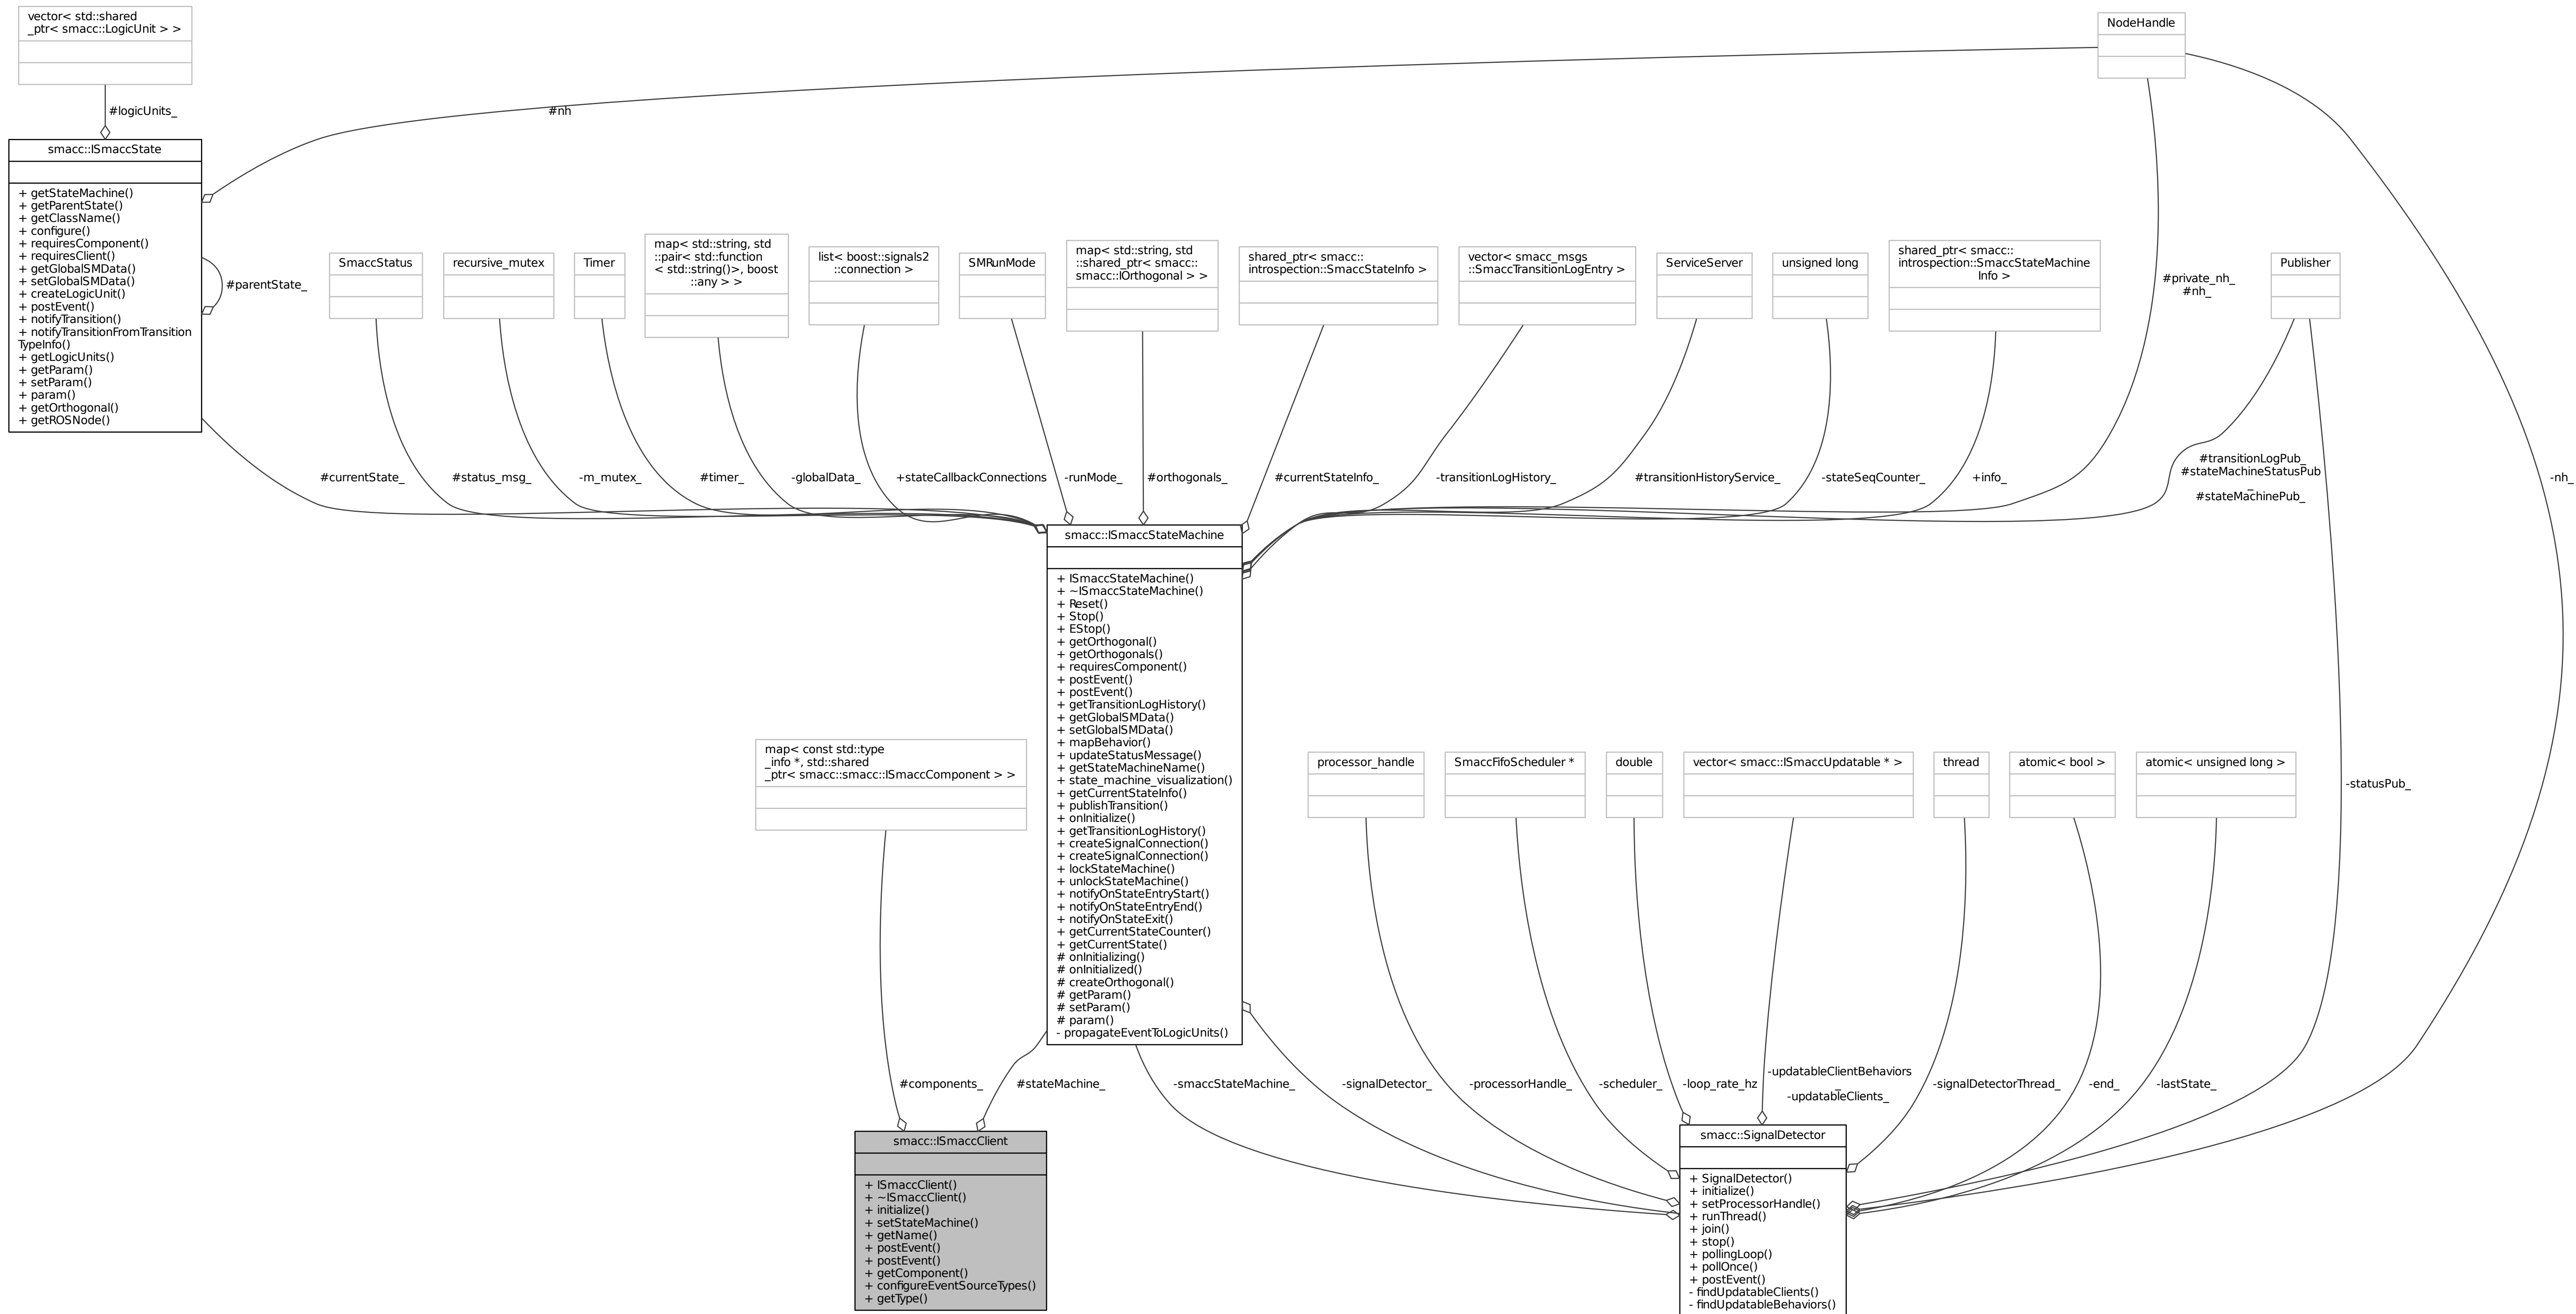 vector< std::shared
_ptr< smacc::LogicUnit > >
NodeHandle
#logicUnits_
#nh
smacc::ISmaccState
+ getStateMachine()
+ getParentState()
+ getClassName()
+ configure()
+ requiresComponent()
+ requiresClient()
+ getGlobalSMData()
+ setGlobalSMData()
+ createLogicUnit()
+ postEvent()
+ notifyTransition()
+ notifyTransitionFromTransition
TypeInfo()
+ getLogicUnits()
+ getParam()
+ setParam()
+ param()
+ getOrthogonal()
+ getROSNode()
#parentState_
SmaccStatus
recursive_mutex
Timer
map< std::string, std
::pair< std::function
< std::string()>, boost
::any > >
list< boost::signals2
::connection >
SMRunMode
map< std::string, std
::shared_ptr< smacc::
smacc::IOrthogonal > >
shared_ptr< smacc::
introspection::SmaccStateInfo >
vector< smacc_msgs
::SmaccTransitionLogEntry >
ServiceServer
unsigned long
shared_ptr< smacc::
introspection::SmaccStateMachine
Info >
#private_nh_
#nh_
Publisher
#currentState_
#status_msg_
-m_mutex_
#timer_
-globalData_
+stateCallbackConnections
-runMode_
#orthogonals_
#currentStateInfo_
-transitionLogHistory_
#transitionHistoryService_
-stateSeqCounter_
+info_
#transitionLogPub_
#stateMachineStatusPub
_
#stateMachinePub_
-nh_
smacc::ISmaccStateMachine
+ ISmaccStateMachine()
+ ~ISmaccStateMachine()
+ Reset()
+ Stop()
+ EStop()
+ getOrthogonal()
+ getOrthogonals()
+ requiresComponent()
+ postEvent()
+ postEvent()
+ getTransitionLogHistory()
+ getGlobalSMData()
+ setGlobalSMData()
+ mapBehavior()
+ updateStatusMessage()
+ getStateMachineName()
+ state_machine_visualization()
+ getCurrentStateInfo()
+ publishTransition()
+ onInitialize()
+ getTransitionLogHistory()
+ createSignalConnection()
+ createSignalConnection()
+ lockStateMachine()
+ unlockStateMachine()
+ notifyOnStateEntryStart()
+ notifyOnStateEntryEnd()
+ notifyOnStateExit()
+ getCurrentStateCounter()
+ getCurrentState()
# onInitializing()
# onInitialized()
# createOrthogonal()
# getParam()
# setParam()
# param()
- propagateEventToLogicUnits()
map< const std::type
_info *, std::shared
_ptr< smacc::smacc::ISmaccComponent > >
processor_handle
SmaccFifoScheduler *
double
vector< smacc::ISmaccUpdatable * >
thread
atomic< bool >
atomic< unsigned long >
-statusPub_
#components_
#stateMachine_
-smaccStateMachine_
-signalDetector_
-processorHandle_
-scheduler_
-loop_rate_hz
-updatableClientBehaviors
_
-updatableClients_
-signalDetectorThread_
-end_
-lastState_
smacc::ISmaccClient
+ ISmaccClient()
+ ~ISmaccClient()
+ initialize()
+ setStateMachine()
+ getName()
+ postEvent()
+ postEvent()
+ getComponent()
+ configureEventSourceTypes()
+ getType()
smacc::SignalDetector
+ SignalDetector()
+ initialize()
+ setProcessorHandle()
+ runThread()
+ join()
+ stop()
+ pollingLoop()
+ pollOnce()
+ postEvent()
- findUpdatableClients()
- findUpdatableBehaviors()